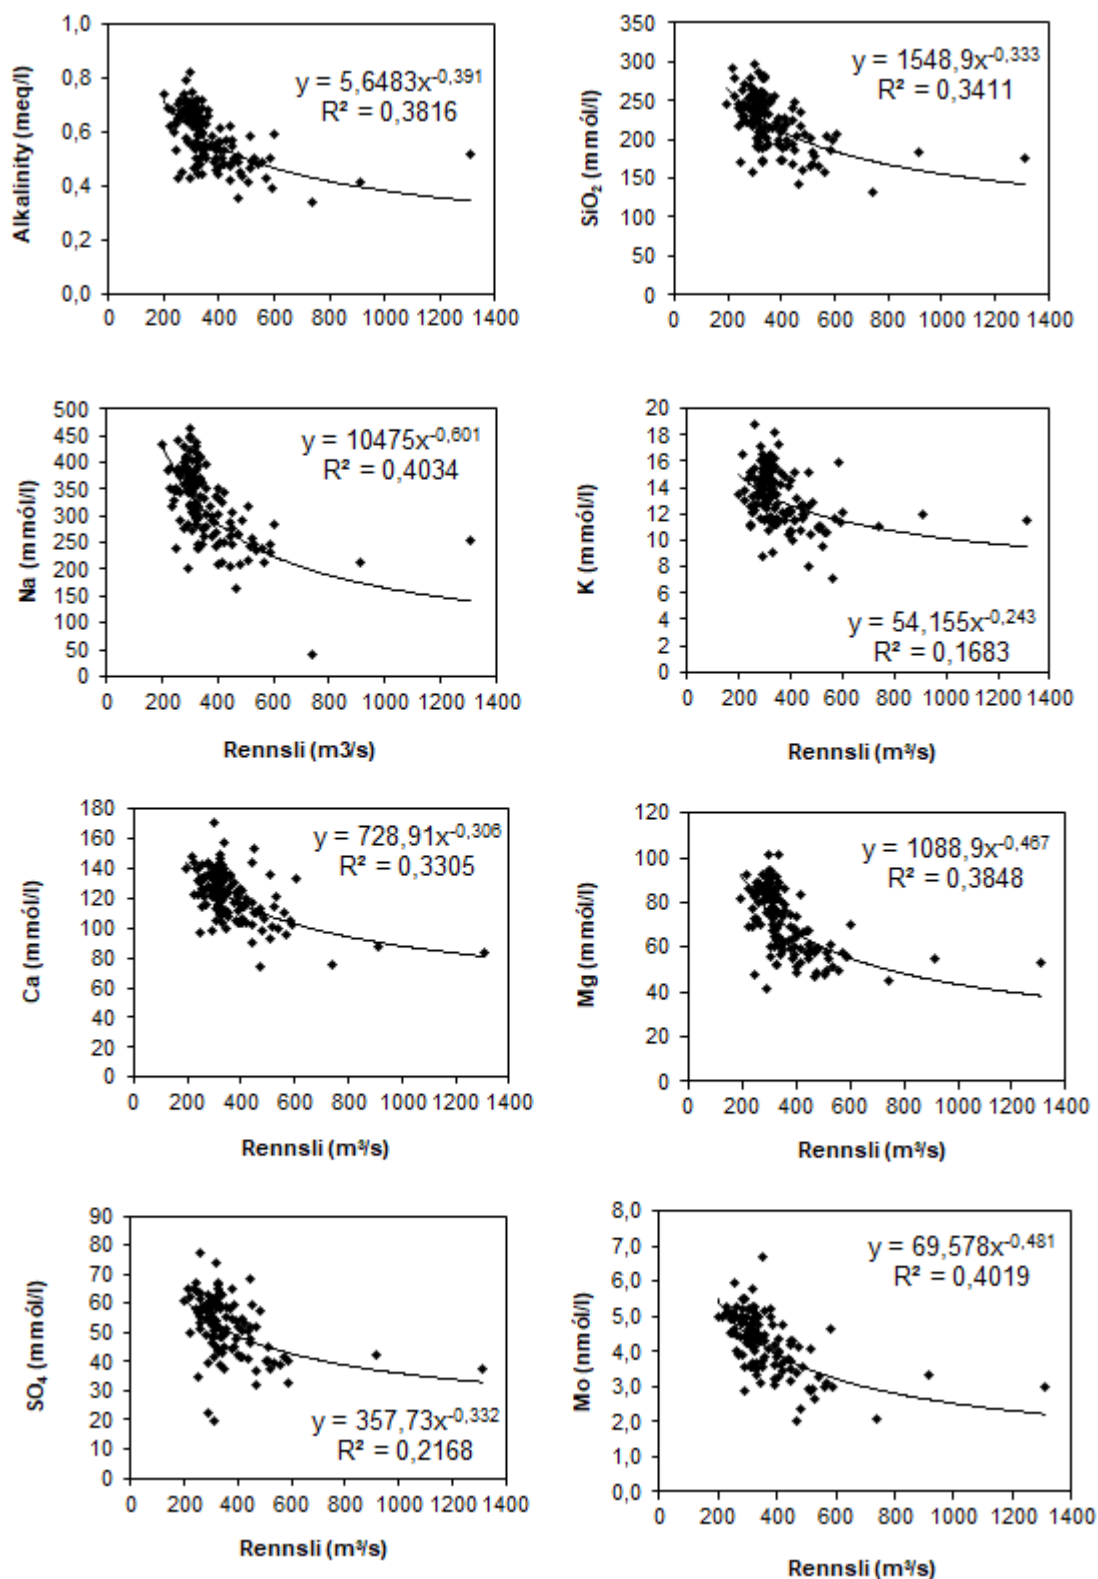 Alkalinity (meq/l)
1,0
0,8
0,6
0,4
0,2
0,0
y = 5,6483x^-0,391
R² = 0,3816
0 200 400 600 800 1000 1200 1400
SiO₂ (mmól/l)
350
300
250
200
150
100
50
0
y = 1548,9x^-0,333
R² = 0,3411
0 200 400 600 800 1000 1200 1400
Na (mmól/l)
500
450
400
350
300
250
200
150
100
50
0
y = 10475x^-0,601
R² = 0,4034
0 200 400 600 800 1000 1200 1400
Rennsli (m3/s)
K (mmól/l)
20
18
16
14
12
10
8
6
4
2
0
y = 54,155x^-0,243
R² = 0,1683
0 200 400 600 800 1000 1200 1400
Rennsli (m³/s)
Ca (mmól/l)
180
160
140
120
100
80
60
40
20
0
y = 728,91x^-0,306
R² = 0,3305
0 200 400 600 800 1000 1200 1400
Rennsli (m³/s)
Mg (mmól/l)
120
100
80
60
40
20
0
y = 1088,9x^-0,467
R² = 0,3848
0 200 400 600 800 1000 1200 1400
Rennsli (m³/s)
SO₄ (mmól/l)
90
80
70
60
50
40
30
20
10
0
y = 357,73x^-0,332
R² = 0,2168
0 200 400 600 800 1000 1200 1400
Rennsli (m³/s)
Mo (nmól/l)
8,0
7,0
6,0
5,0
4,0
3,0
2,0
1,0
0,0
y = 69,578x^-0,481
R² = 0,4019
0 200 400 600 800 1000 1200 1400
Rennsli (m³/s)